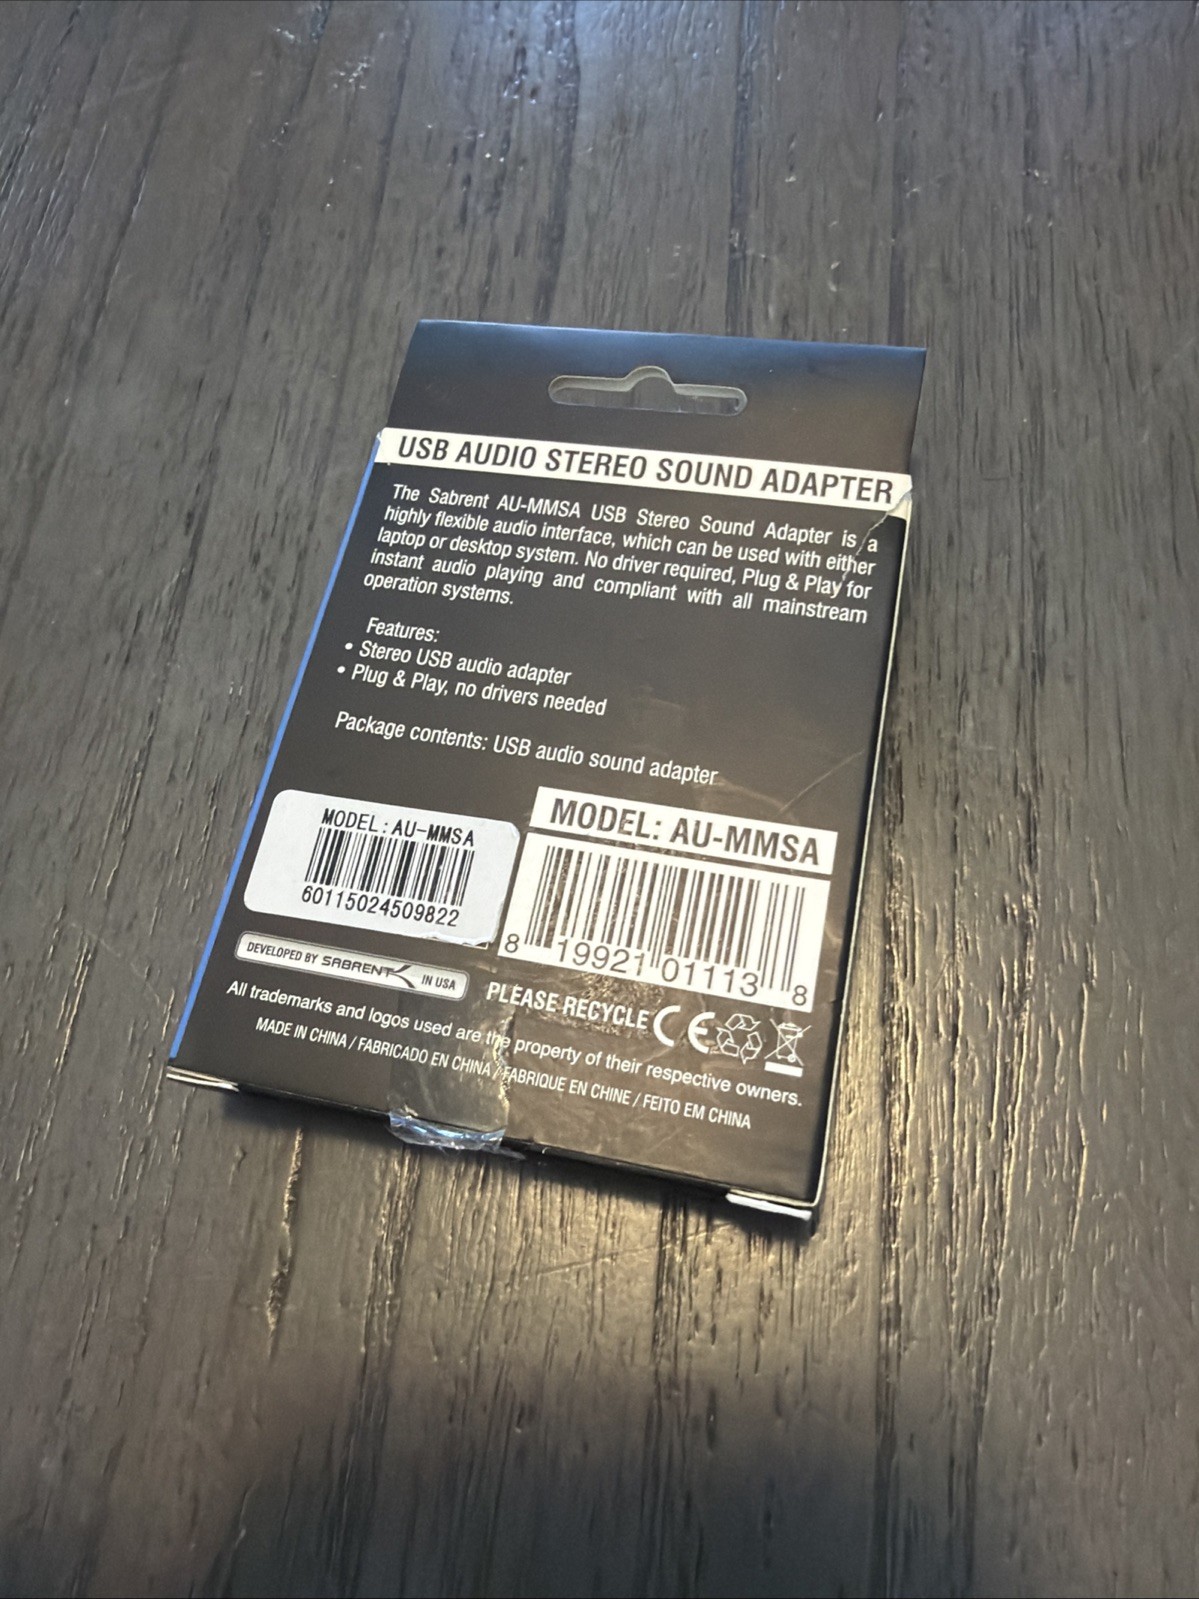 USB AUDIO STEREO SOUND ADAPTER
The Sabrent AU-MMSA USB Stereo Sound Adapter is a
highly flexible audio interface, which can be used with either
laptop or desktop system. No driver required, Plug & Play for
instant audio playing and compliant with all mainstream
operation systems.
Features:
• Stereo USB audio adapter
• Plug & Play, no drivers needed
Package contents: USB audio sound adapter
MODEL:AU-MMSA
60115024509822
MODEL: AU-MMSA
8 19921 01113 8
DEVELOPED BY SABRENT IN USA
PLEASE RECYCLE CE
All trademarks and logos used are the property of their respective owners.
MADE IN CHINA / FABRICADO EN CHINA / FABRIQUE EN CHINE / FEITO EM CHINA